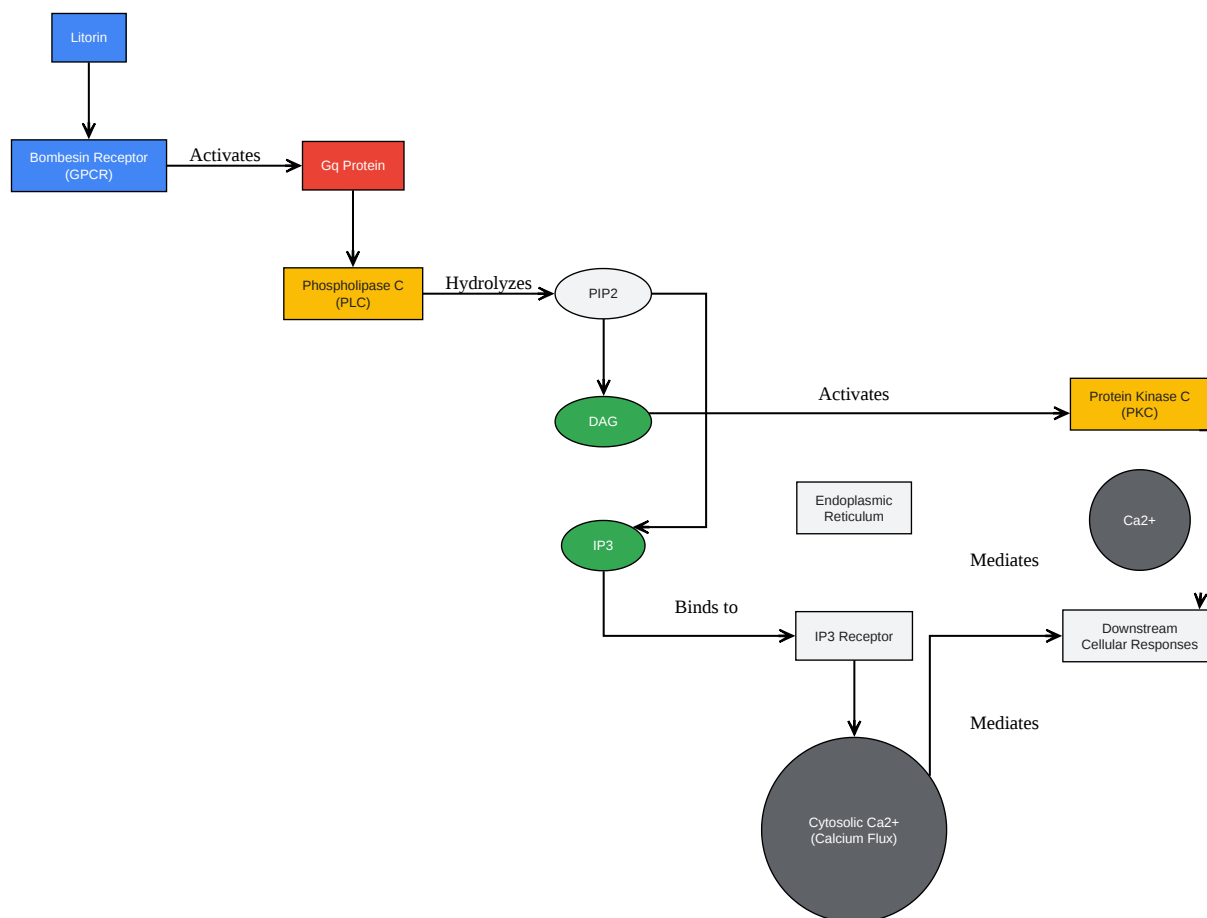 Litorin
Bombesin Receptor
(GPCR)
Activates
Gq Protein
Phospholipase C
(PLC)
Hydrolyzes
PIP2
DAG
Activates
Protein Kinase C
(PKC)
Endoplasmic
Reticulum
Ca2+
IP3
Mediates
Binds to
IP3 Receptor
Downstream
Cellular Responses
Mediates
Cytosolic Ca2+
(Calcium Flux)